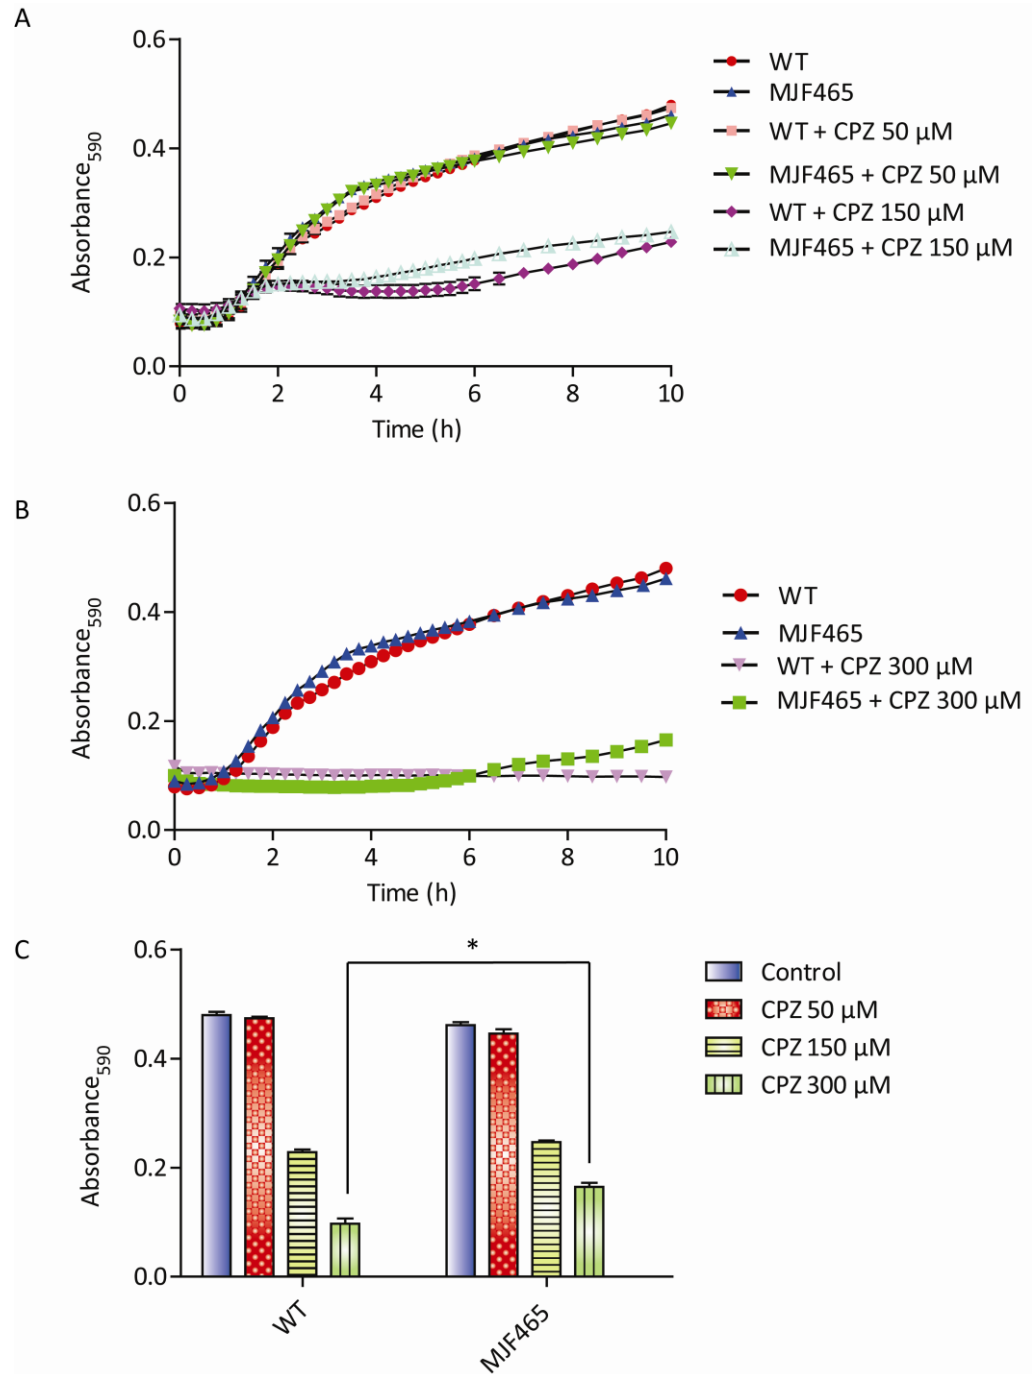 A
0.6
0.4
0.2
0.0
Absorbance590
0 2 4 6 8 10
Time (h)
WT
MJF465
WT + CPZ 50 μM
MJF465 + CPZ 50 μM
WT + CPZ 150 μM
MJF465 + CPZ 150 μM
B
0.6
0.4
0.2
0.0
Absorbance590
0 2 4 6 8 10
Time (h)
WT
MJF465
WT + CPZ 300 μM
MJF465 + CPZ 300 μM
C
0.6
0.4
0.2
0.0
Absorbance590
*
WT
MJF465
Control
CPZ 50 μM
CPZ 150 μM
CPZ 300 μM